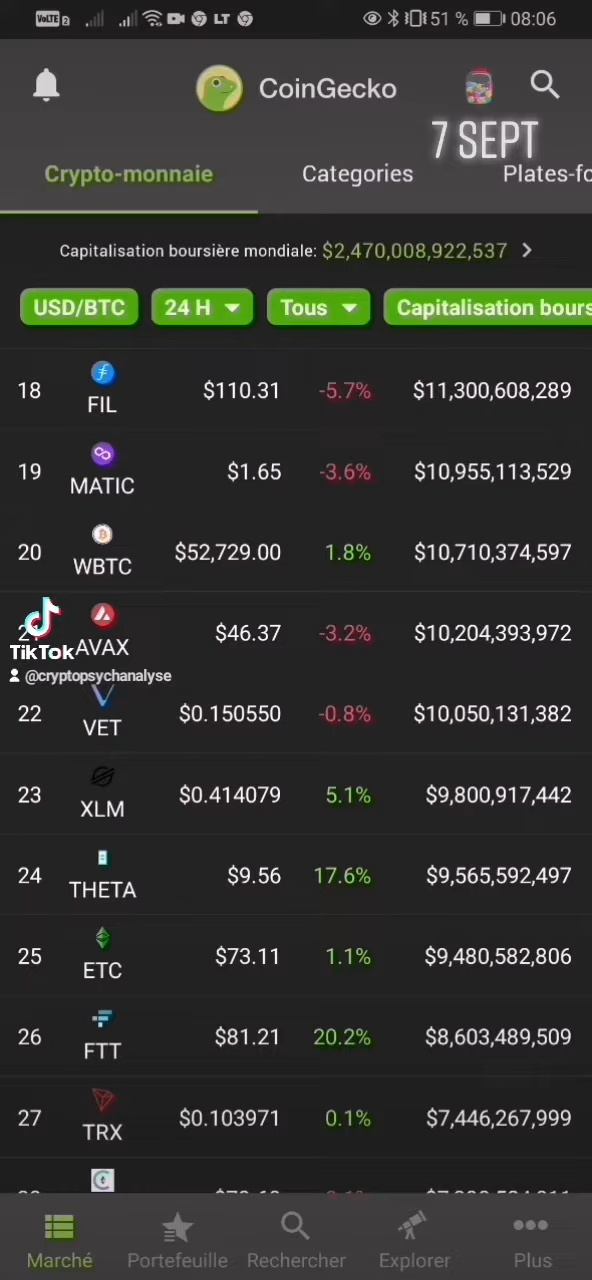 VoLTE 2 LT 51 % 08:06
CoinGecko
7 SEPT
Crypto-monnaie Categories Plates-fo
Capitalisation boursière mondiale: $2,470,008,922,537
USD/BTC 24 H Tous Capitalisation bours
18 FIL $110.31 -5.7% $11,300,608,289
19 MATIC $1.65 -3.6% $10,955,113,529
20 WBTC $52,729.00 1.8% $10,710,374,597
21 AVAX $46.37 -3.2% $10,204,393,972
TikTok
@cryptopsychanalyse
22 VET $0.150550 -0.8% $10,050,131,382
23 XLM $0.414079 5.1% $9,800,917,442
24 THETA $9.56 17.6% $9,565,592,497
25 ETC $73.11 1.1% $9,480,582,806
26 FTT $81.21 20.2% $8,603,489,509
27 TRX $0.103971 0.1% $7,446,267,999
Marché Portefeuille Rechercher Explorer Plus